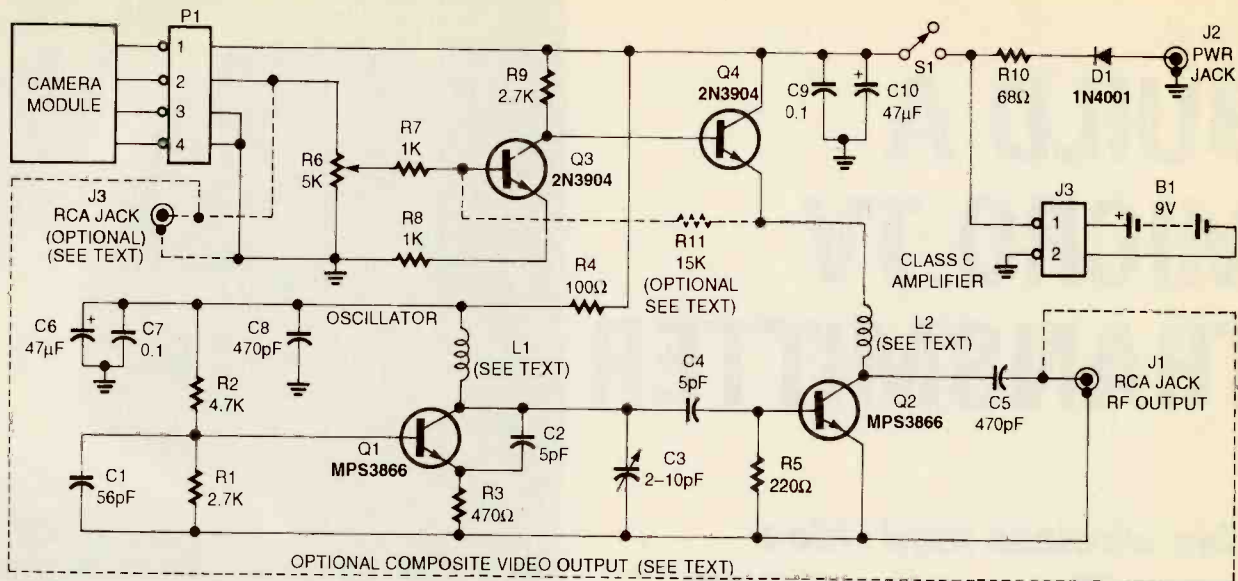 CAMERA
MODULE
P1
1
2
3
4
R9
2.7K
Q4
2N3904
C9
0.1
+
C10
47µF
S1
R10
68Ω
D1
1N4001
J2
PWR
JACK
R6
5K
R7
1K
Q3
2N3904
R8
1K
J3
RCA JACK
(OPTIONAL)
(SEE TEXT)
R11
15K
(OPTIONAL
SEE TEXT)
J3
1
2
B1
9V
+
CLASS C
AMPLIFIER
R4
100Ω
OSCILLATOR
C6
47µF
+
C7
0.1
C8
470pF
L1
(SEE TFXT)
L2
(SEE TEXT)
J1
RCA JACK
RF OUTPUT
R2
4.7K
C4
5pF
C5
470pF
Q1
MPS3866
C2
5pF
Q2
MPS3866
C1
56pF
R1
2.7K
R3
470Ω
C3
2–10pF
R5
220Ω
OPTIONAL COMPOSITE VIDEO OUTPUT (SEE TEXT)